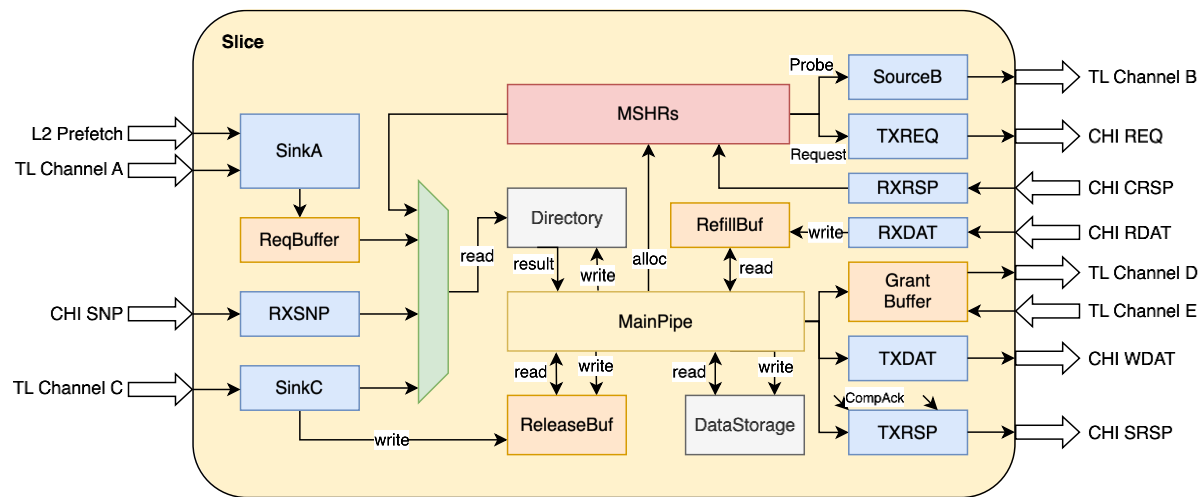 Slice
L2 Prefetch
TL Channel A
CHI SNP
TL Channel C
SinkA
ReqBuffer
RXSNP
SinkC
MSHRs
Directory
read
result
write
alloc
RefillBuf
read
write
MainPipe
read
write
read
write
ReleaseBuf
DataStorage
write
Probe
Request
SourceB
TXREQ
RXRSP
RXDAT
Grant
Buffer
TXDAT
CompAck
TXRSP
TL Channel B
CHI REQ
CHI CRSP
CHI RDAT
TL Channel D
TL Channel E
CHI WDAT
CHI SRSP